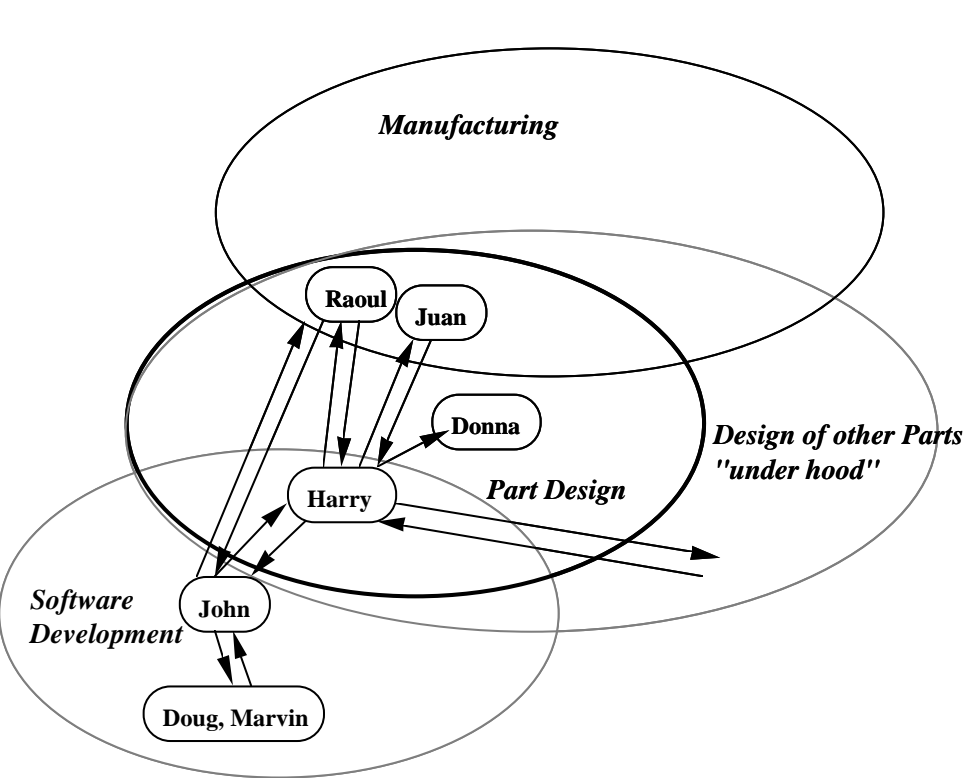 Manufacturing
Raoul
Juan
Donna
Design of other Parts
"under hood"
Harry
Part Design
Software
Development
John
Doug, Marvin